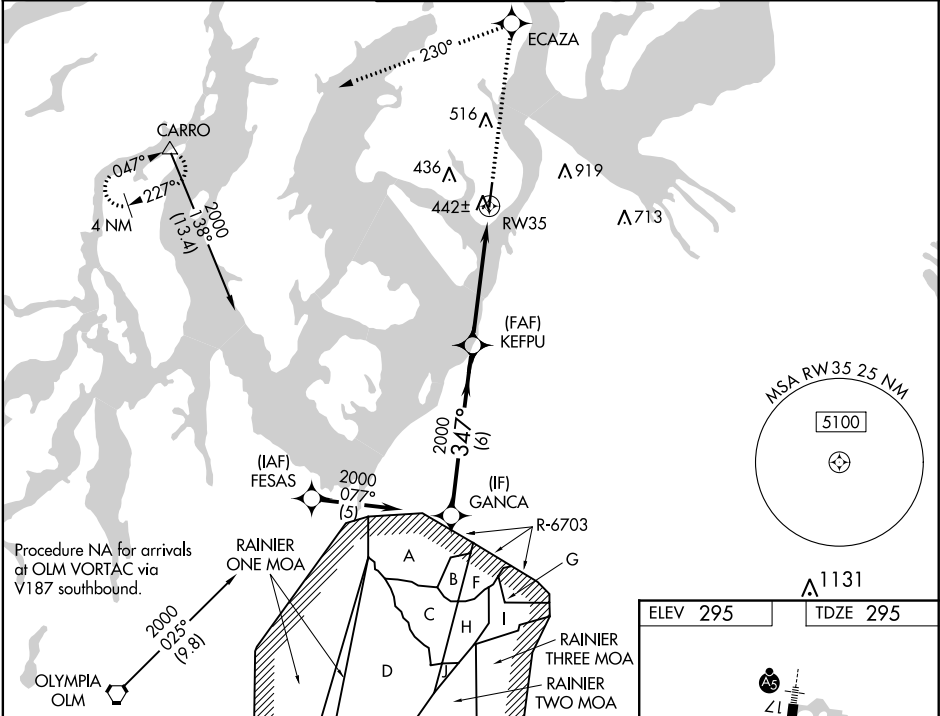 ECAZA
230°
516
CARRO
047°
227°
4 NM
2000
138°
(13.4)
436
919
442±
RW35
713
(FAF)
KEFPU
MSA RW35 25 NM
5100
2000
347°
(6)
(IAF)
FESAS
2000
077°
(5)
(IF)
GANCA
R-6703
Procedure NA for arrivals
at OLM VORTAC via
V187 southbound.
RAINIER
ONE MOA
A
B
F
G
C
H
I
D
J
1131
2000
025°
(9.8)
RAINIER
THREE MOA
RAINIER
TWO MOA
OLYMPIA
OLM
ELEV 295
TDZE 295
A5
17